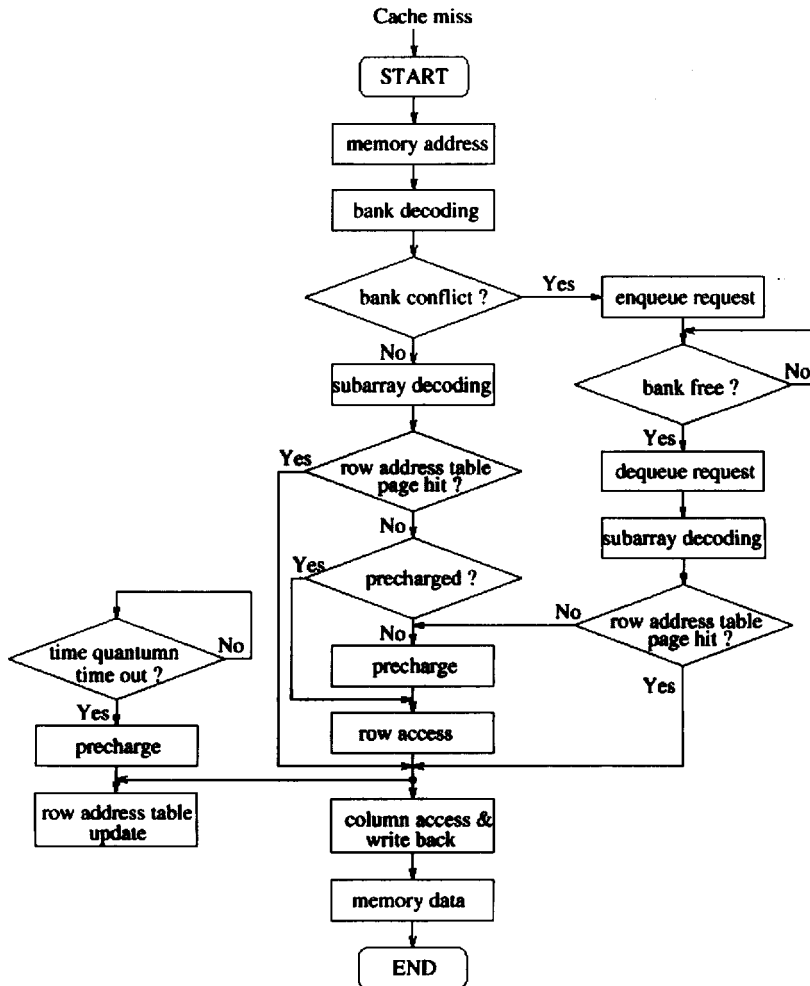 Cache miss
START
memory address
bank decoding
bank conflict ?
Yes
enqueue request
No
subarray decoding
bank free ?
No
Yes
Yes
row address table
page hit ?
dequeue request
No
subarray decoding
Yes
precharged ?
No
row address table
page hit ?
No
time quantumn
time out ?
No
precharge
Yes
Yes
precharge
row access
row address table
update
column access &
write back
memory data
END